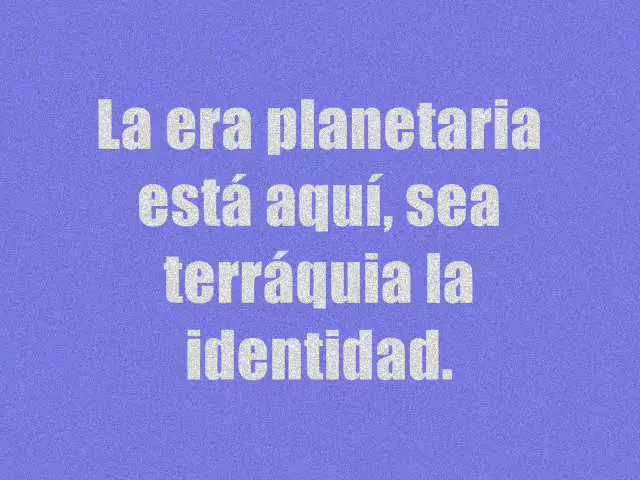 La era planetaria
está aquí, sea
terráquia la
identidad.